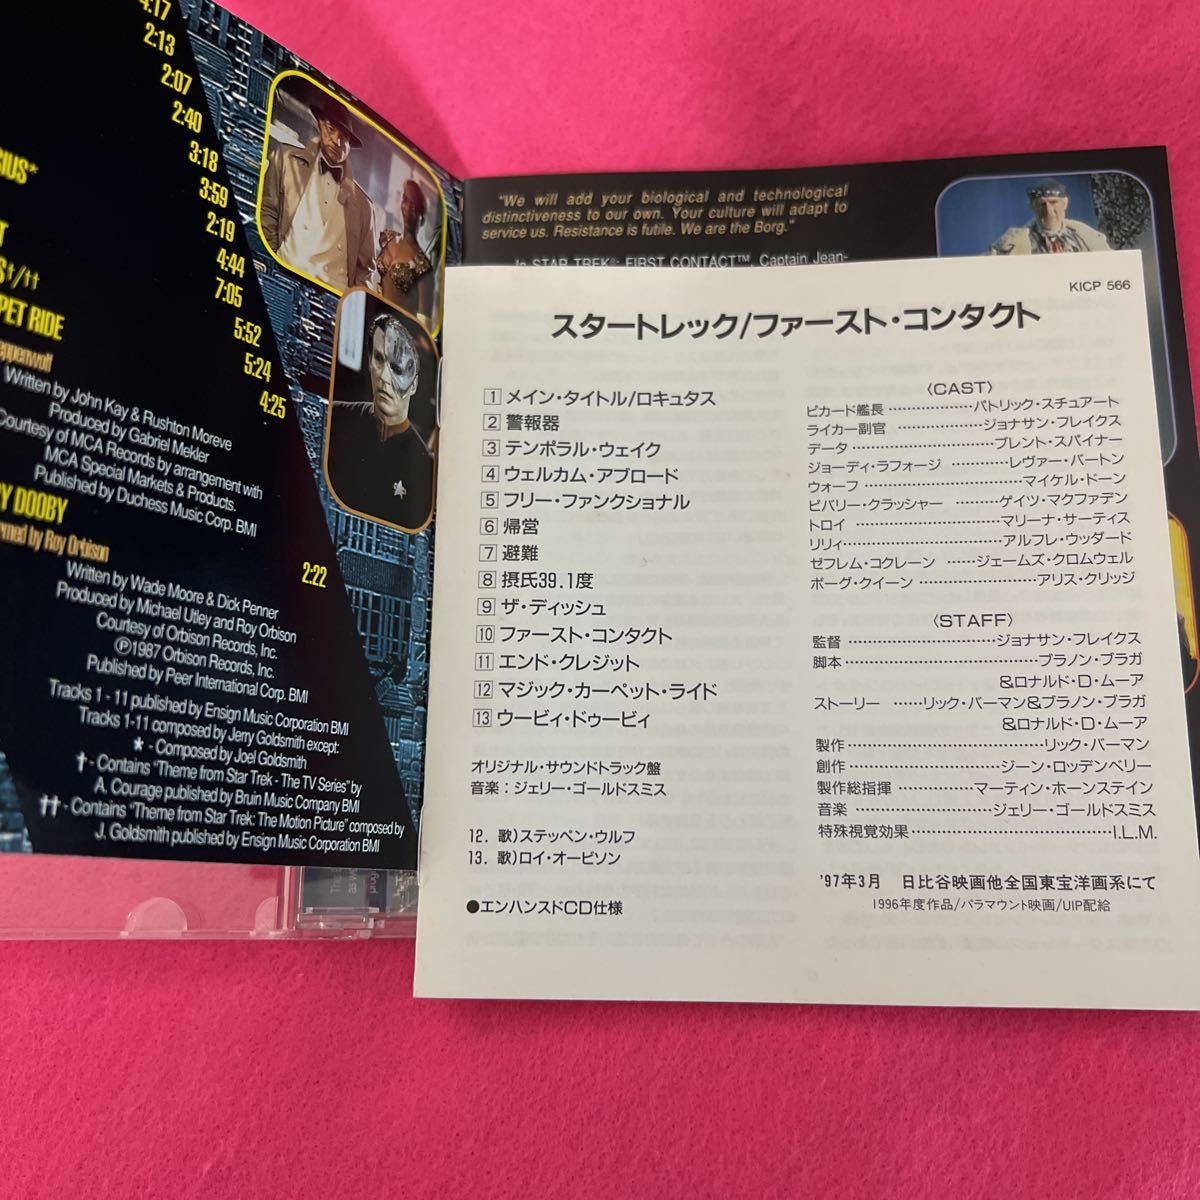 4:17
2:13
2:07
2:40
3:18
3:59
2:19
4:44
7:05
5:52
5:24
4:25
PET RIDE
Written by John Kay & Rushton Moreve
Produced by Gabriel Mekler
Courtesy of MCA Records by arrangement with
MCA Special Markets & Products.
Published by Duchess Music Corp. BMI
DOOBY
by Roy Orbison
2:22
Written by Wade Moore & Dick Penner
Produced by Michael Utley and Roy Orbison
Courtesy of Orbison Records, Inc.
Ⓟ1987 Orbison Records, Inc.
Published by Peer International Corp. BMI
Tracks 1 - 11 published by Ensign Music Corporation BMI
Tracks 1-11 composed by Jerry Goldsmith except:
* - Composed by Joel Goldsmith
† - Contains "Theme from Star Trek - The TV Series" by
A. Courage published by Bruin Music Company BMI
†† - Contains "Theme from Star Trek: The Motion Picture" composed by
J. Goldsmith published by Ensign Music Corporation BMI
"We will add your biological and technological
distinctiveness to our own. Your culture will adapt to
service us. Resistance is futile. We are the Borg."
STAR TREK®: FIRST CONTACT™, Captain Jean-
KICP 566
スタートレック/ファースト・コンタクト
1 メイン・タイトル/ロキュタス
2 警報器
3 テンポラル・ウェイク
4 ウェルカム・アブロード
5 フリー・ファンクショナル
6 帰営
7 避難
8 摂氏39.1度
9 ザ・ディッシュ
10 ファースト・コンタクト
11 エンド・クレジット
12 マジック・カーペット・ライド
13 ウービィ・ドゥービィ
オリジナル・サウンドトラック盤
音楽：ジェリー・ゴールドスミス
12. 歌)ステッペン・ウルフ
13. 歌)ロイ・オービソン
●エンハンスドCD仕様
〈CAST〉
ピカード艦長……………パトリック・スチュアート
ライカー副官 ……………ジョナサン・フレイクス
データ……………………ブレント・スパイナー
ジョーディ・ラフォージ ………レヴァー・バートン
ウォーフ……………………マイケル・ドーン
ビバリー・クラッシャー ………ゲイツ・マクファデン
トロイ ……………………マリーナ・サーティス
リリィ……………………アルフレ・ウッダード
ゼフレム・コクレーン ……ジェームズ・クロムウェル
ボーグ・クイーン ………………アリス・クリッジ
〈STAFF〉
監督 ……………………ジョナサン・フレイクス
脚本……………………………ブラノン・ブラガ
&ロナルド・D・ムーア
ストーリー ……リック・バーマン&ブラノン・ブラガ
&ロナルド・D・ムーア
製作……………………………リック・バーマン
創作 ……………………ジーン・ロッデンベリー
製作総指揮 ……………マーティン・ホーンステイン
音楽 ……………………ジェリー・ゴールドスミス
特殊視覚効果……………………………I.L.M.
'97年3月 日比谷映画他全国東宝洋画系にて
1996年度作品/パラマウント映画/UIP配給